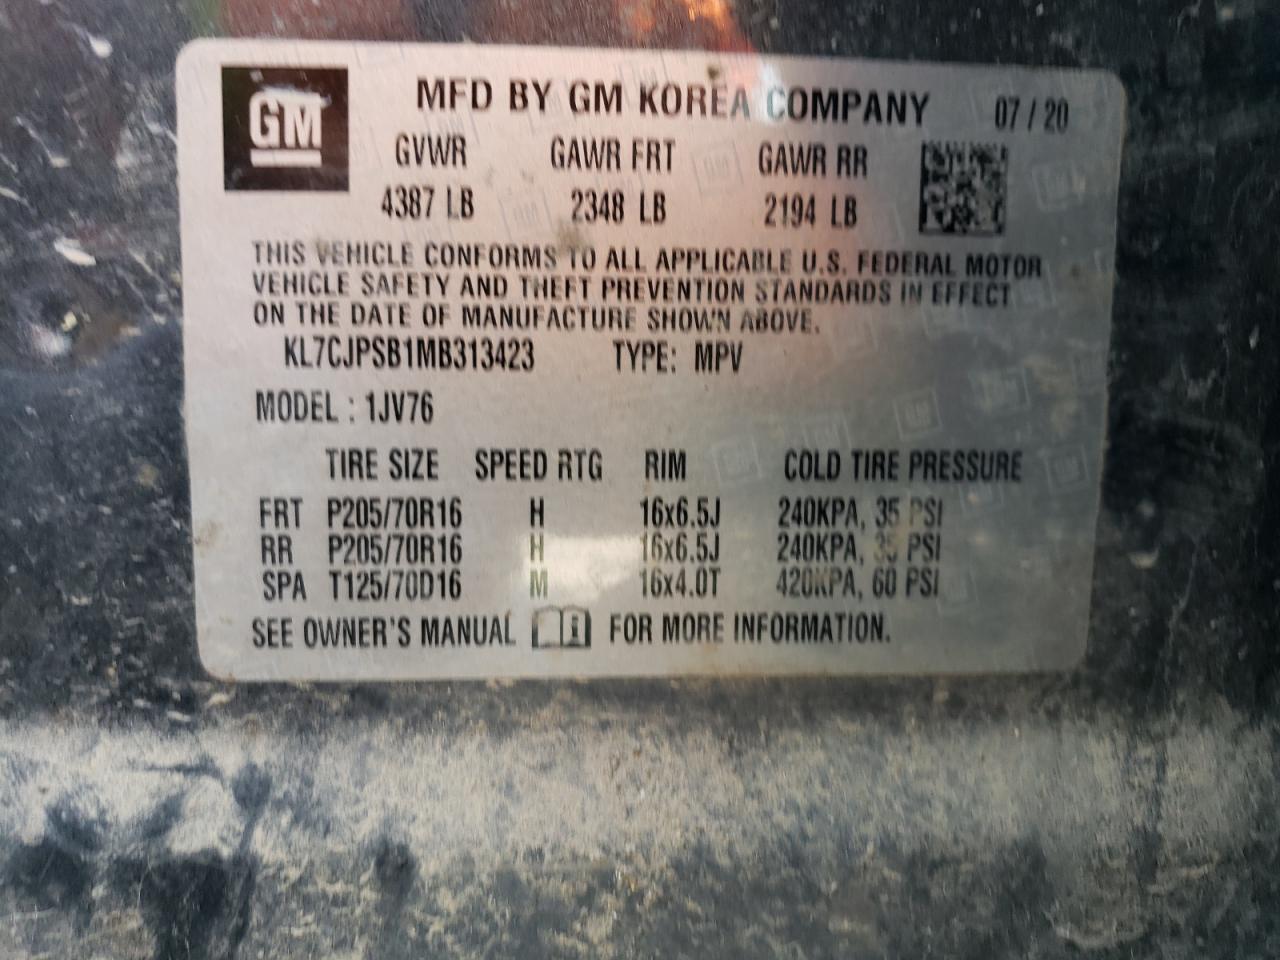 GM
MFD BY GM KOREA COMPANY 07 / 20
GVWR GAWR FRT GAWR RR
4387 LB 2348 LB 2194 LB
THIS VEHICLE CONFORMS TO ALL APPLICABLE U.S. FEDERAL MOTOR
VEHICLE SAFETY AND THEFT PREVENTION STANDARDS IN EFFECT
ON THE DATE OF MANUFACTURE SHOWN ABOVE.
KL7CJPSB1MB313423 TYPE: MPV
MODEL : 1JV76
TIRE SIZE SPEED RTG RIM COLD TIRE PRESSURE
FRT P205/70R16 H 16x6.5J 240KPA, 35 PSI
RR P205/70R16 H 16x6.5J 240KPA, 35 PSI
SPA T125/70D16 M 16x4.0T 420KPA, 60 PSI
SEE OWNER'S MANUAL FOR MORE INFORMATION.